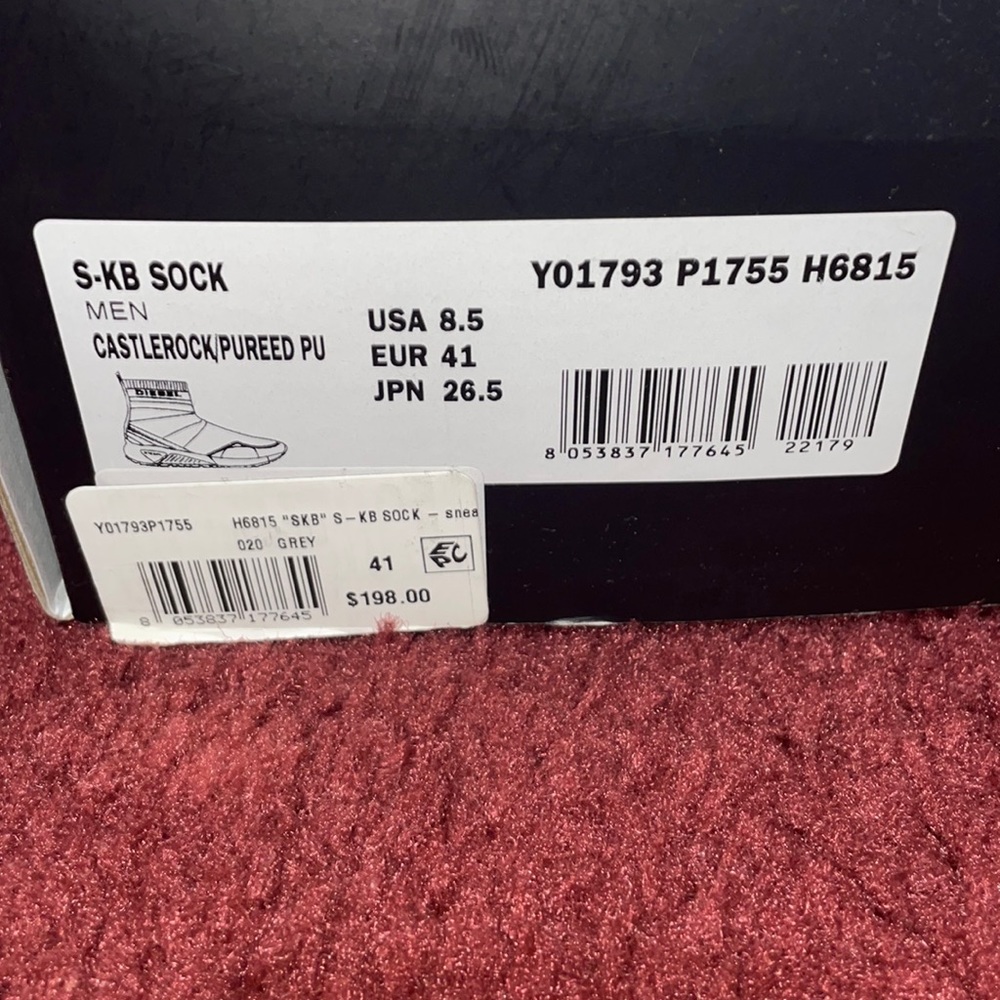 S-KB SOCK
MEN
CASTLEROCK/PUREED PU
DIESEL
USA 8.5
EUR 41
JPN 26.5
Y01793 P1755 H6815
8 053837 177645
22179
Y01793P1755 H6815 "SKB" S-KB SOCK - snea
020 GREY
41
$198.00
8 053837 177645